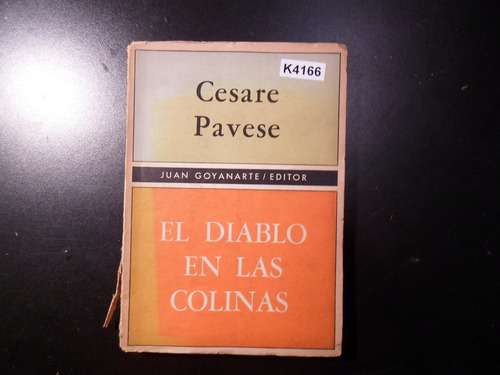 K4166
Cesare
Pavese
JUAN GOYANARTE / EDITOR
EL DIABLO
EN LAS
COLINAS